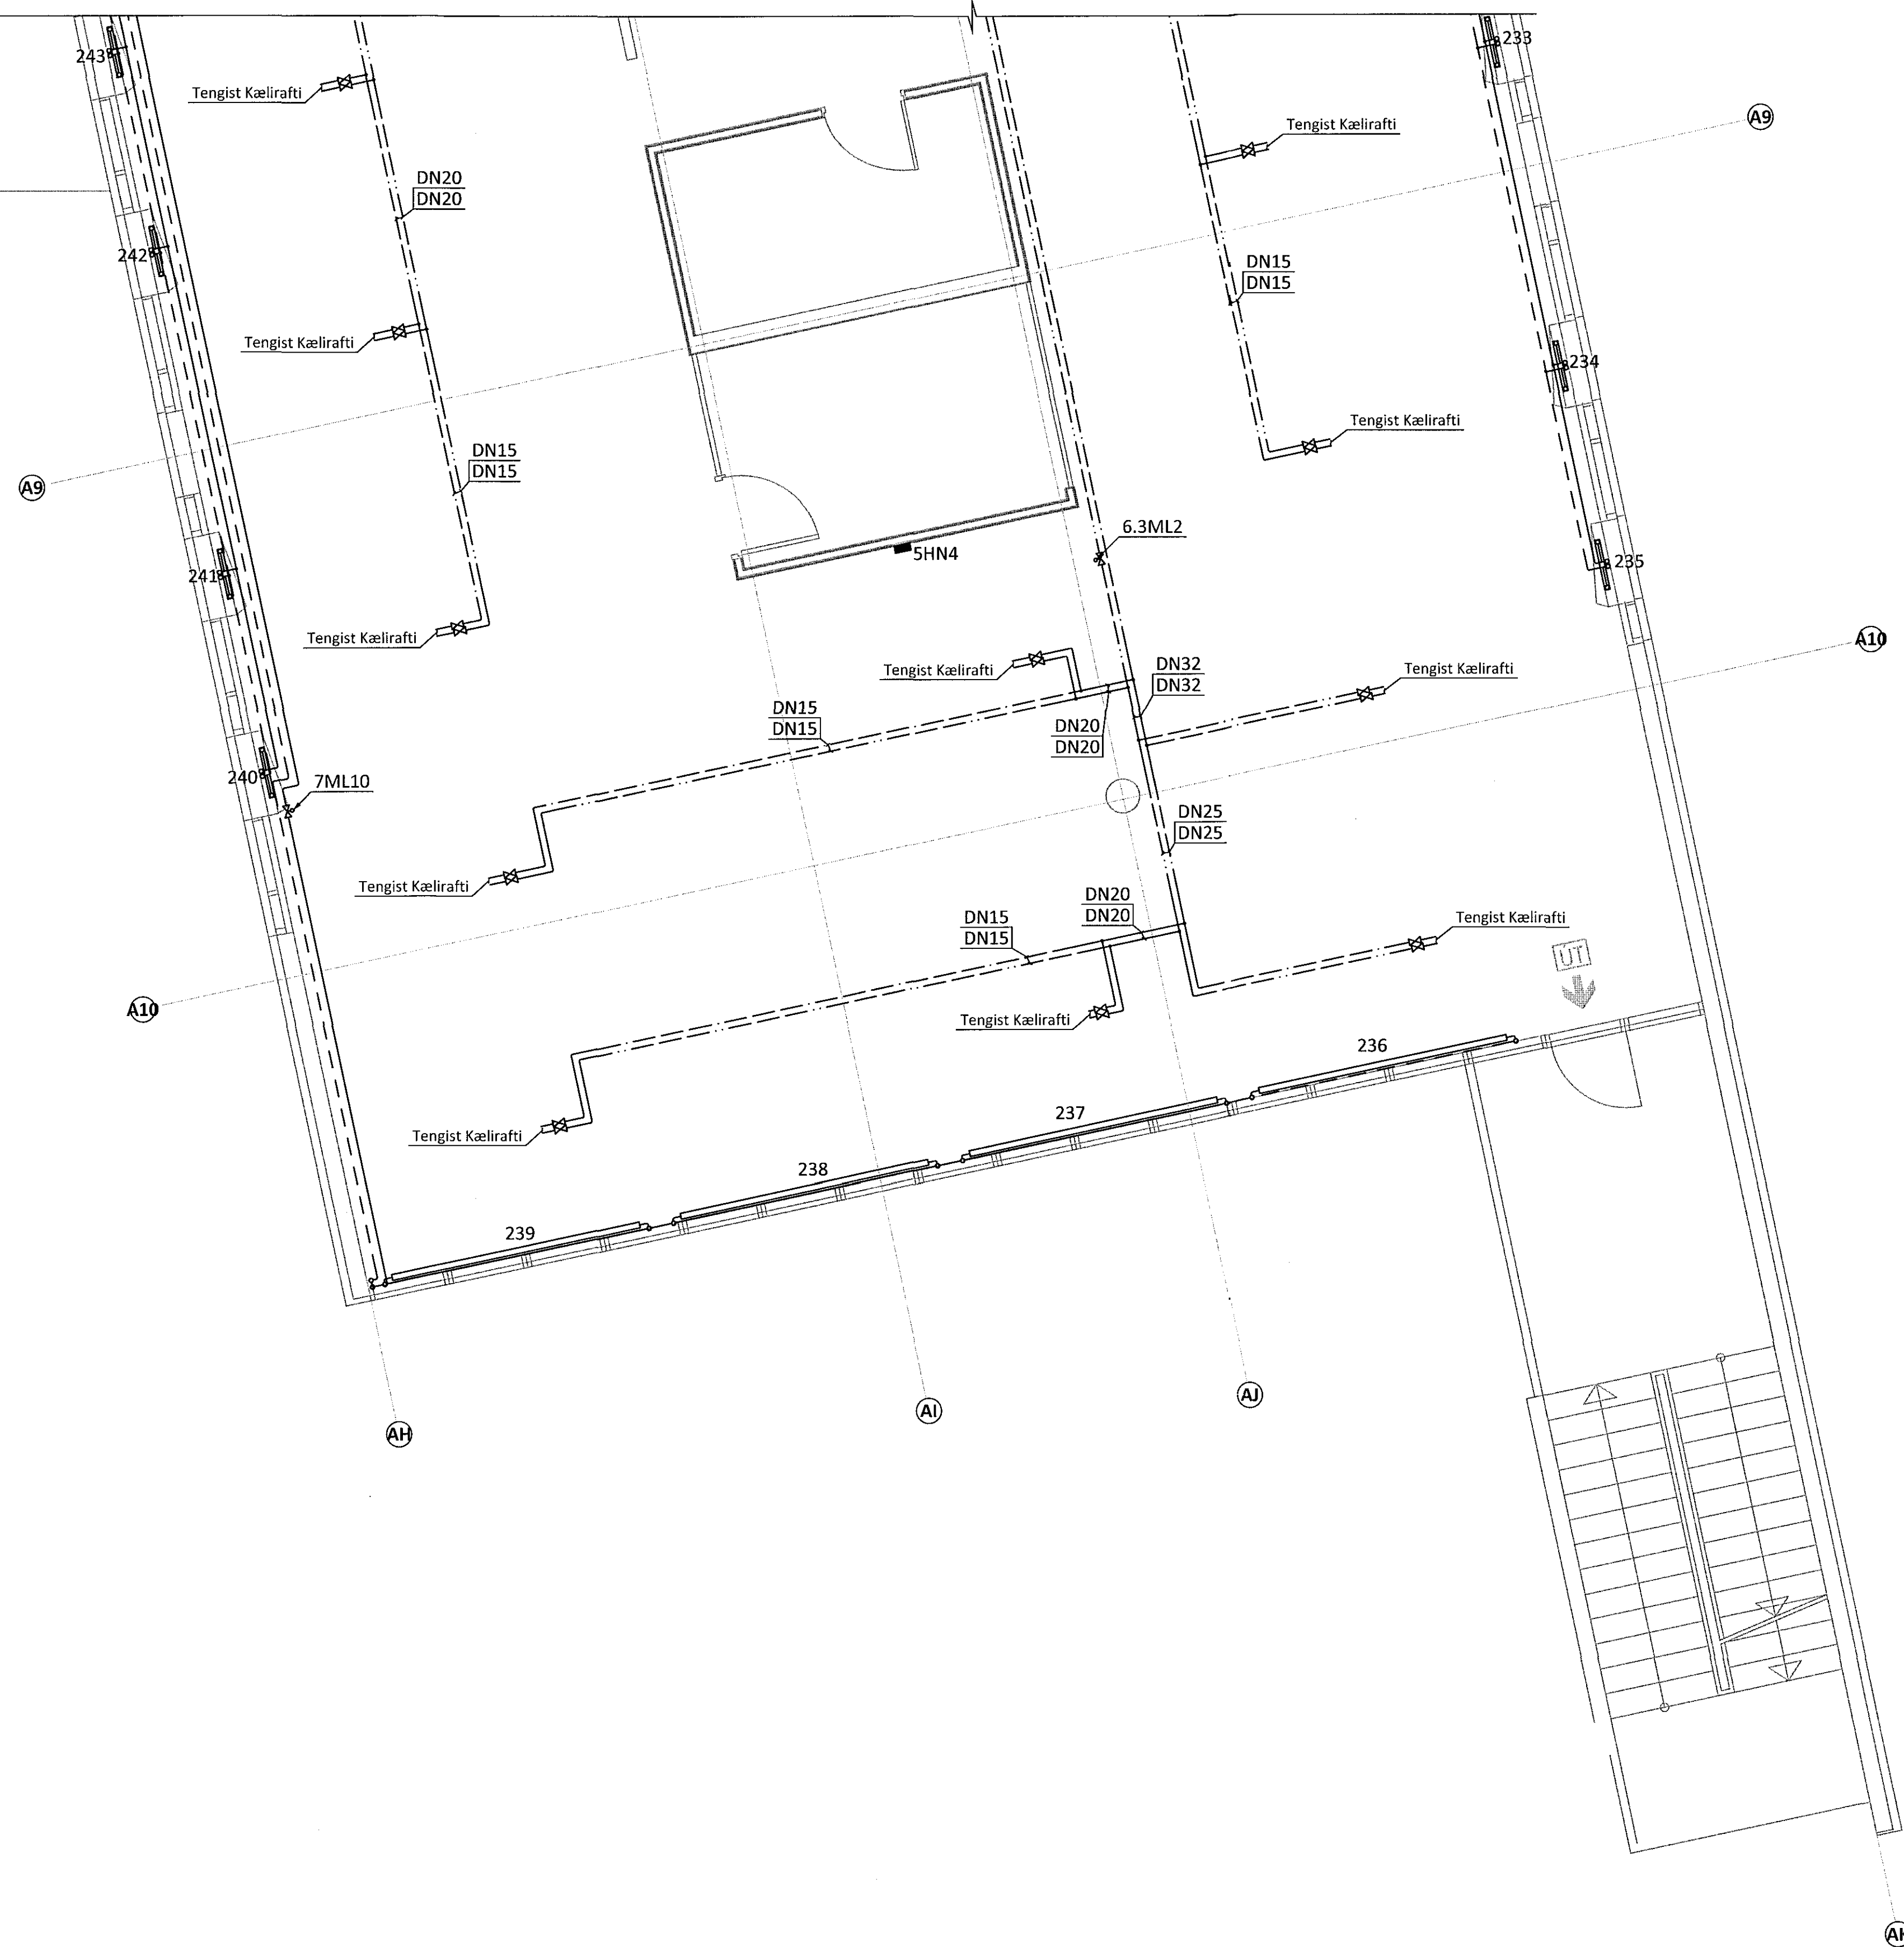 243
233
Tengist Kælirafti
A9
Tengist Kælirafti
DN20
DN20
242
DN15
DN15
Tengist Kælirafti
234
Tengist Kælirafti
DN15
DN15
A9
6.3ML2
5HN4
235
241
Tengist Kælirafti
A10
Tengist Kælirafti
DN32
DN32
Tengist Kælirafti
DN15
DN15
DN20
DN20
240
7ML10
DN25
DN25
Tengist Kælirafti
DN20
DN20
DN15
DN15
Tengist Kælirafti
ÚT
A10
Tengist Kælirafti
236
237
Tengist Kælirafti
238
239
AJ
AI
AH